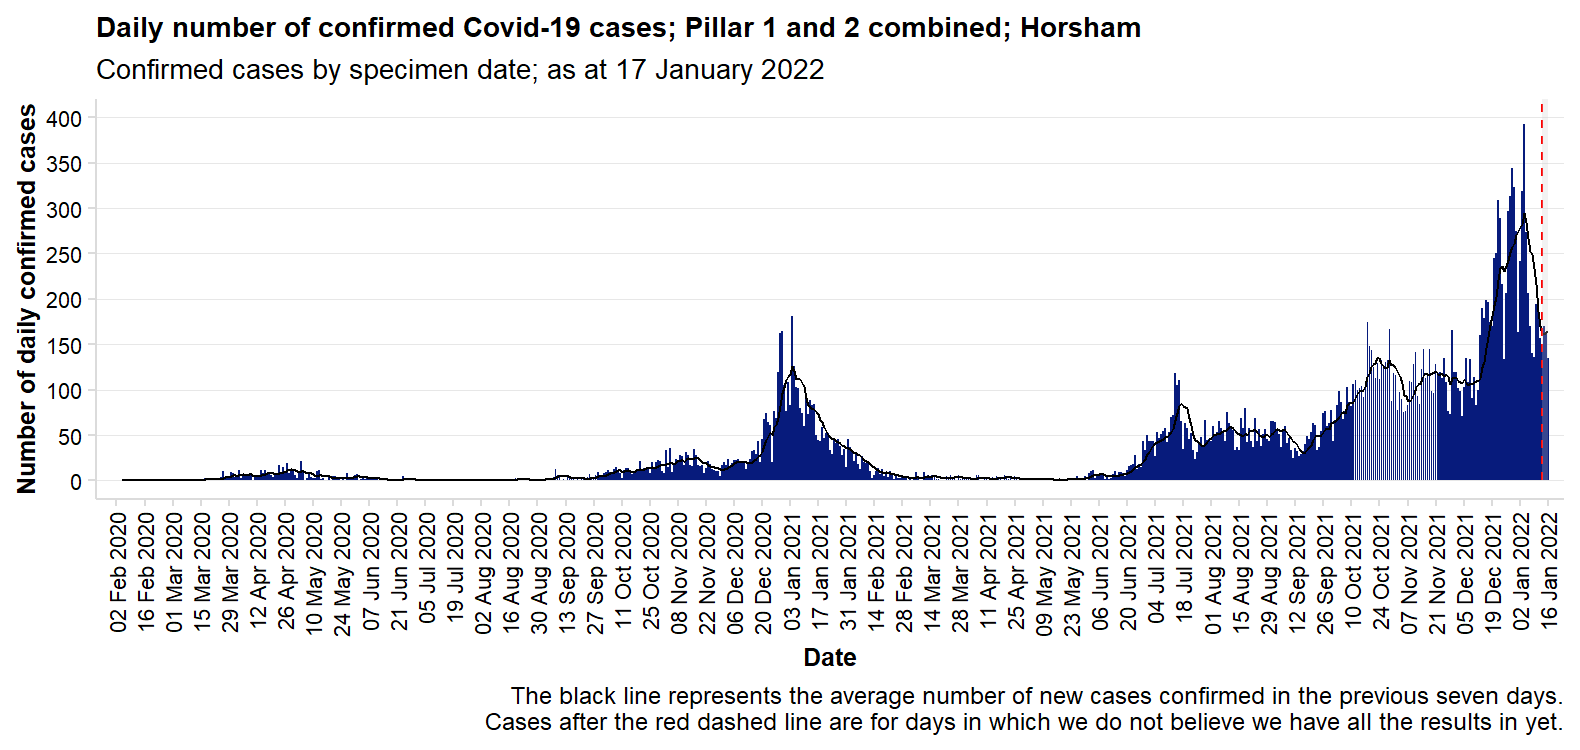 Daily number of confirmed Covid-19 cases; Pillar 1 and 2 combined; Horsham
Confirmed cases by specimen date; as at 17 January 2022
Number of daily confirmed cases
400
350
300
250
200
150
100
50
0
02 Feb 2020
16 Feb 2020
01 Mar 2020
15 Mar 2020
29 Mar 2020
12 Apr 2020
26 Apr 2020
10 May 2020
24 May 2020
07 Jun 2020
21 Jun 2020
05 Jul 2020
19 Jul 2020
02 Aug 2020
16 Aug 2020
30 Aug 2020
13 Sep 2020
27 Sep 2020
11 Oct 2020
25 Oct 2020
08 Nov 2020
22 Nov 2020
06 Dec 2020
20 Dec 2020
03 Jan 2021
17 Jan 2021
31 Jan 2021
14 Feb 2021
28 Feb 2021
14 Mar 2021
28 Mar 2021
11 Apr 2021
25 Apr 2021
09 May 2021
23 May 2021
06 Jun 2021
20 Jun 2021
04 Jul 2021
18 Jul 2021
01 Aug 2021
15 Aug 2021
29 Aug 2021
12 Sep 2021
26 Sep 2021
10 Oct 2021
24 Oct 2021
07 Nov 2021
21 Nov 2021
05 Dec 2021
19 Dec 2021
02 Jan 2022
16 Jan 2022
Date
The black line represents the average number of new cases confirmed in the previous seven days.
Cases after the red dashed line are for days in which we do not believe we have all the results in yet.